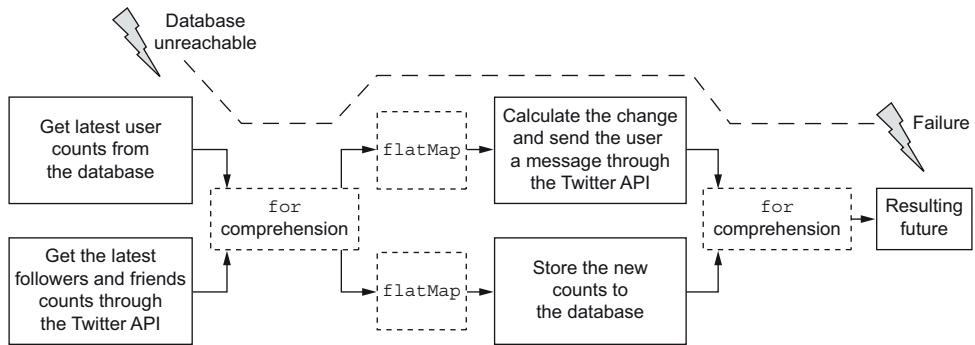 Database
unreachable
Get latest user
counts from
the database
flatMap
Calculate the change
and send the user
a message through
the Twitter API
Failure
for
comprehension
for
comprehension
Resulting
future
Get the latest
followers and friends
counts through
the Twitter API
flatMap
Store the new
counts to
the database